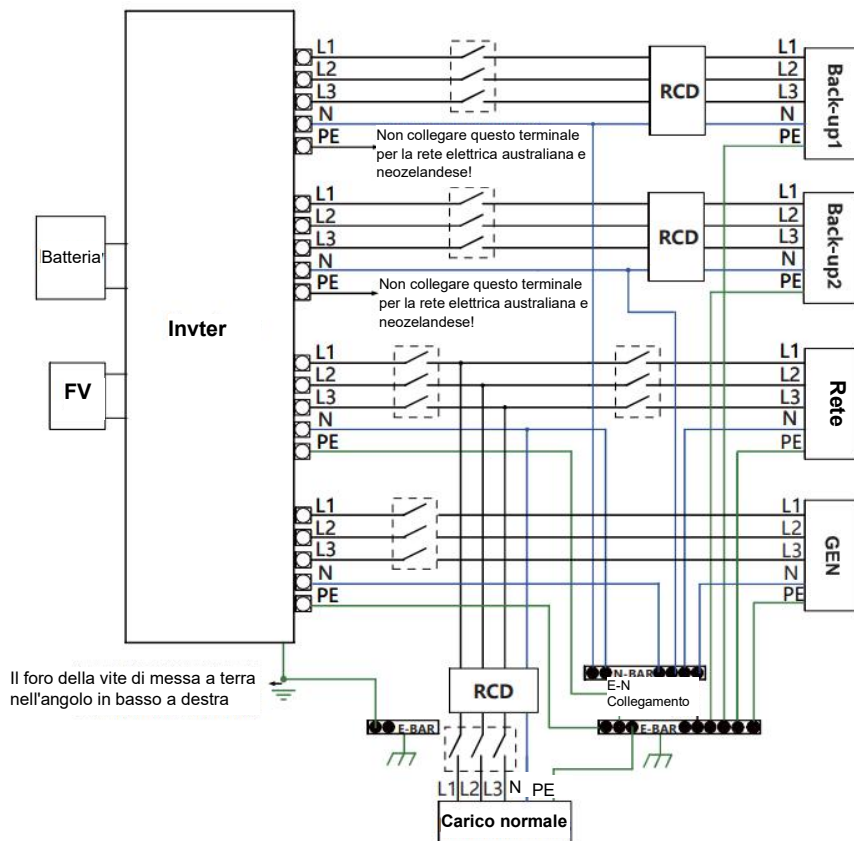 L1
L2
L3
N
PE
RCD
L1
L2
L3
N
PE
Back-up1
Non collegare questo terminale
per la rete elettrica australiana e
neozelandese!
L1
L2
L3
N
PE
RCD
L1
L2
L3
N
PE
Back-up2
Non collegare questo terminale
per la rete elettrica australiana e
neozelandese!
Batteria
Invter
FV
L1
L2
L3
N
PE
L1
L2
L3
N
PE
Rete
L1
L2
L3
N
PE
L1
L2
L3
N
PE
GEN
Il foro della vite di messa a terra
nell'angolo in basso a destra
RCD
N-BAR
E-N
Collegamento
E-BAR
E-BAR
L1 L2 L3 N PE
Carico normale